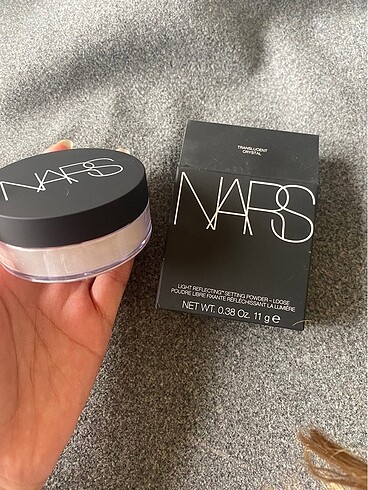 NARS
TRANSLUCENT
CRYSTAL
NARS
LIGHT REFLECTING™ SETTING POWDER – LOOSE
POUDRE LIBRE FIXANTE RÉFLÉCHISSANT LA LUMIÈRE
NET WT. 0.38 Oz. 11 g ℮